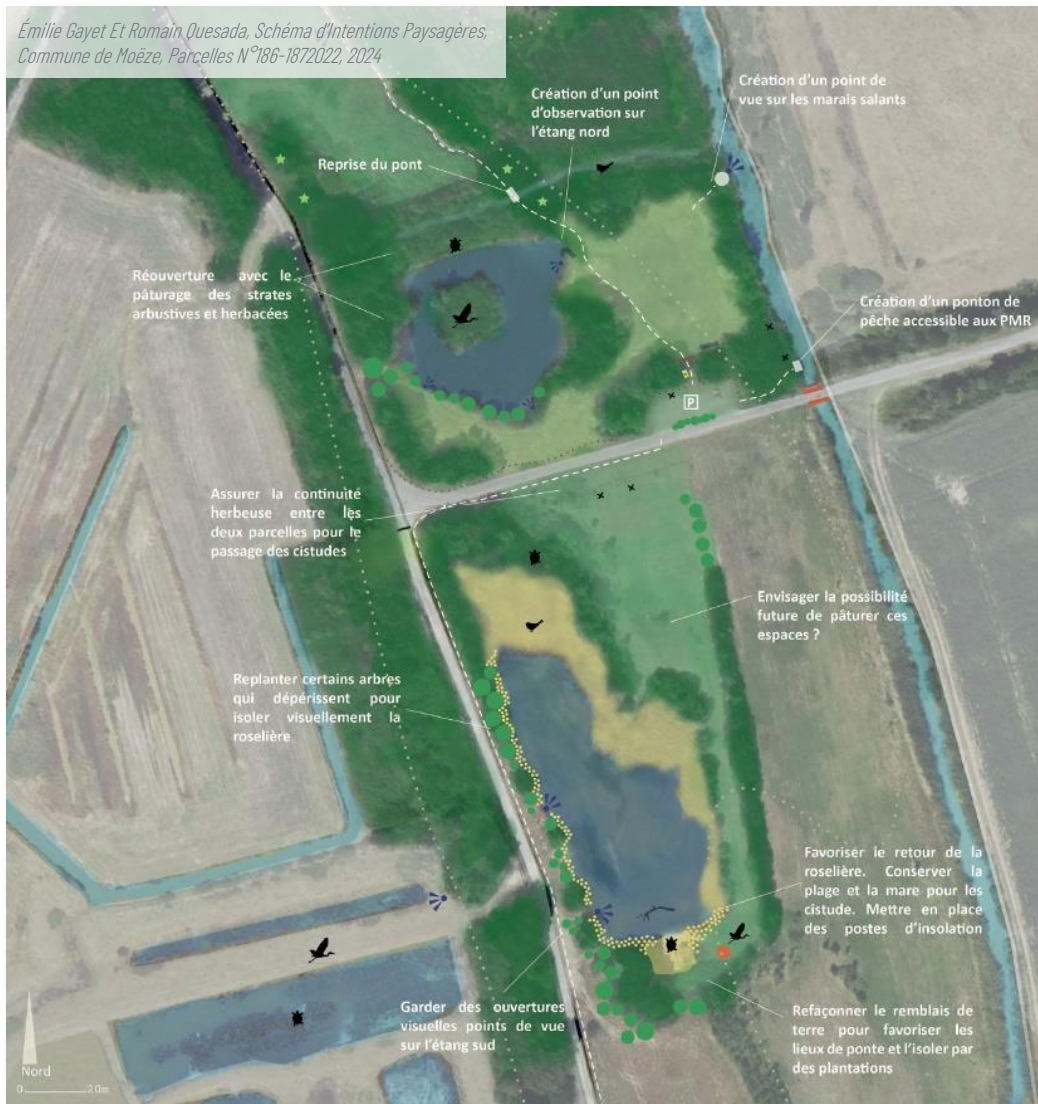 Émilie Gayet Et Romain Quesada, Schéma d'Intentions Paysagères,
Commune de Moëze, Parcelles N°186-1872022, 2024
Création d'un point
d'observation sur
l'étang nord
Création d'un point de
vue sur les marais salants
Reprise du pont
Réouverture avec le
pâturage des strates
arbustives et herbacées
Création d'un ponton de
pêche accessible aux PMR
P
Assurer la continuité
herbeuse entre les
deux parcelles pour le
passage des cistudes
Envisager la possibilité
future de pâturer ces
espaces ?
Replanter certains arbres
qui dépérissent pour
isoler visuellement la
roselière
Favoriser le retour de la
roselière. Conserver la
plage et la mare pour les
cistude. Mettre en place
des postes d'insolation
Garder des ouvertures
visuelles points de vue
sur l'étang sud
Refaçonner le remblais de
terre pour favoriser les
lieux de ponte et l'isoler par
des plantations
Nord
0 20m